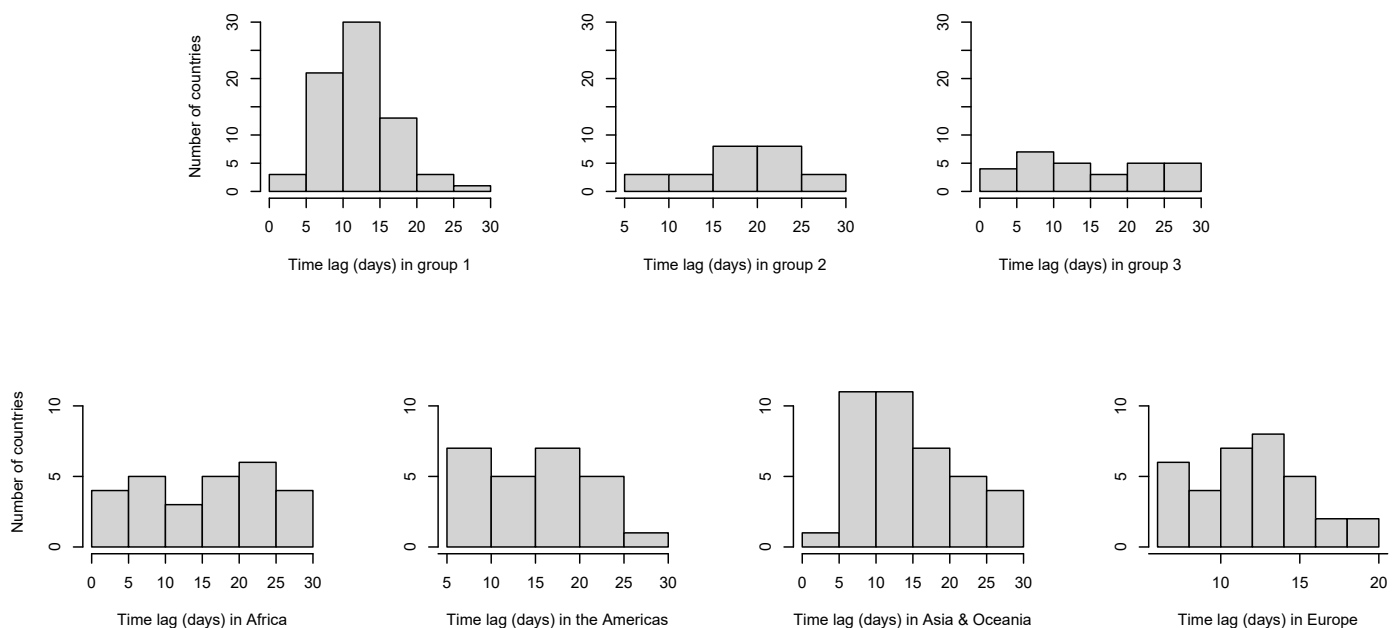 Number of countries
0 5 10 20 30
0 5 10 15 20 25 30
Time lag (days) in group 1
0 5 10 20 30
5 10 15 20 25 30
Time lag (days) in group 2
0 5 10 20 30
0 5 10 15 20 25 30
Time lag (days) in group 3
Number of countries
0 5 10
0 5 10 15 20 25 30
Time lag (days) in Africa
0 5 10
5 10 15 20 25 30
Time lag (days) in the Americas
0 5 10
0 5 10 15 20 25 30
Time lag (days) in Asia & Oceania
0 5 10
10 15 20
Time lag (days) in Europe